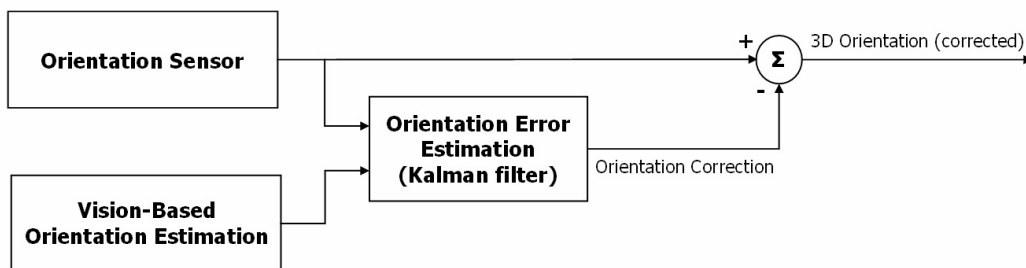 Orientation Sensor
+
Σ
3D Orientation (corrected)
-
Orientation Error
Estimation
(Kalman filter)
Orientation Correction
Vision-Based
Orientation Estimation